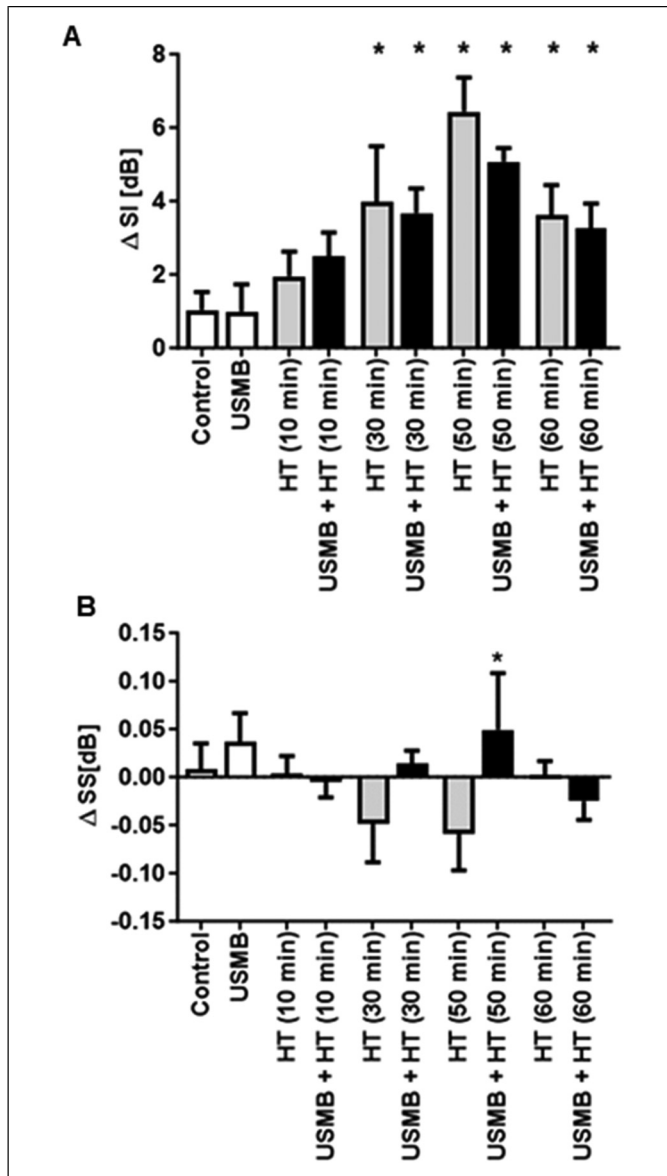 A
* * * * * *
8
6
4
2
0
Δ SI [dB]
Control
USMB
HT (10 min)
USMB + HT (10 min)
HT (30 min)
USMB + HT (30 min)
HT (50 min)
USMB + HT (50 min)
HT (60 min)
USMB + HT (60 min)
B
*
0.15
0.10
0.05
0.00
-0.05
-0.10
-0.15
Δ SS[dB]
Control
USMB
HT (10 min)
USMB + HT (10 min)
HT (30 min)
USMB + HT (30 min)
HT (50 min)
USMB + HT (50 min)
HT (60 min)
USMB + HT (60 min)